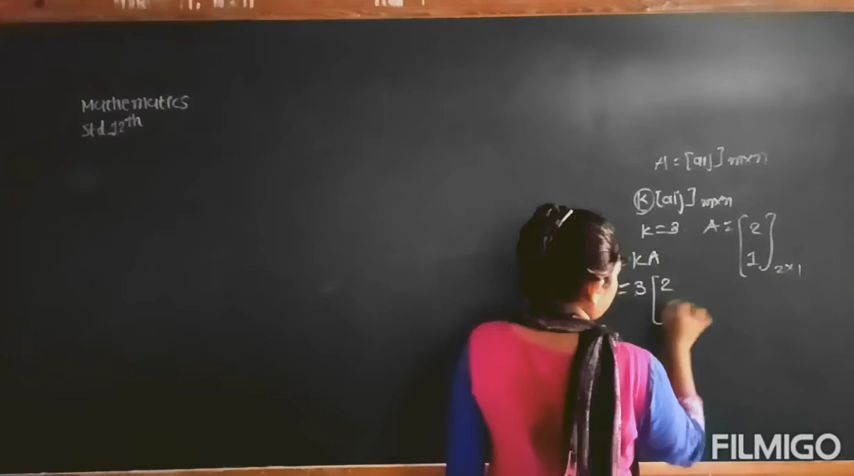 Mathematics
Std 12th
A = [aij] m×n
k [aij] m×n
k=3 A = [2
1] 2×1
= kA
= 3 [2
FILMIGO